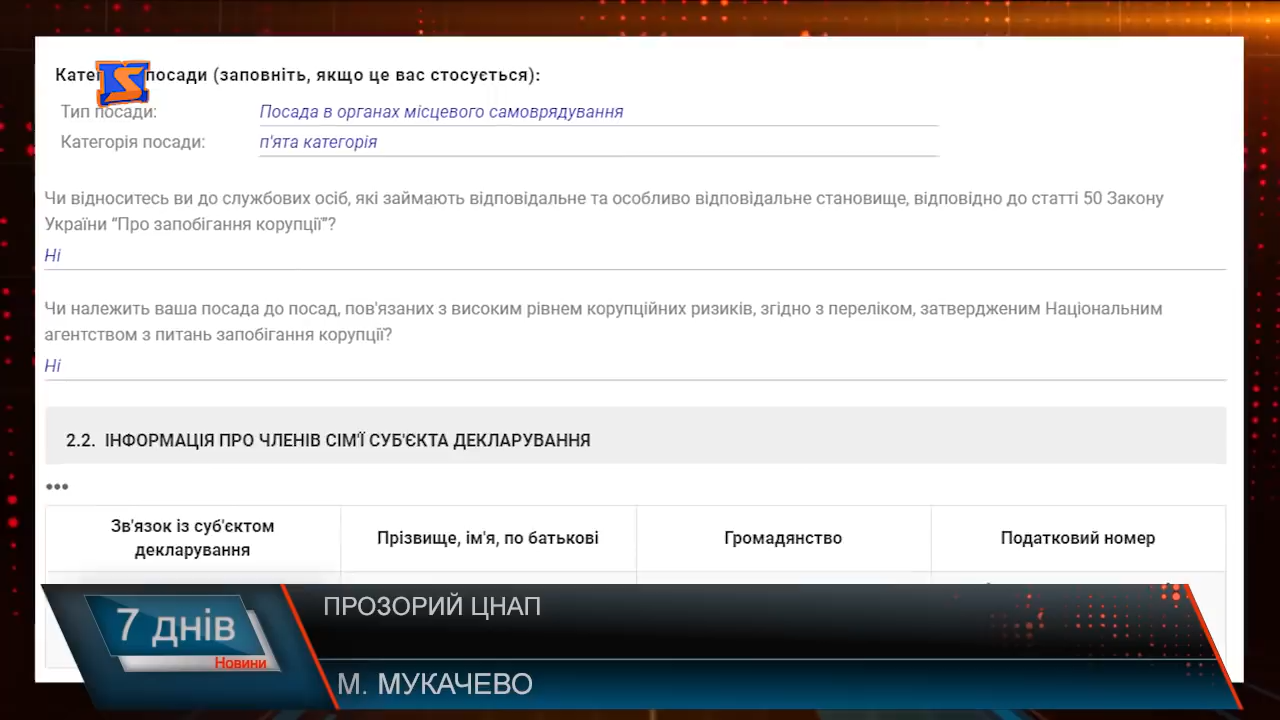 Кате посади (заповніть, якщо це вас стосується):
Тип посади: Посада в органах місцевого самоврядування
Категорія посади: п'ята категорія
Чи відноситесь ви до службових осіб, які займають відповідальне та особливо відповідальне становище, відповідно до статті 50 Закону
України “Про запобігання корупції”?
Ні
Чи належить ваша посада до посад, пов'язаних з високим рівнем корупційних ризиків, згідно з переліком, затвердженим Національним
агентством з питань запобігання корупції?
Ні
2.2. ІНФОРМАЦІЯ ПРО ЧЛЕНІВ СІМ'Ї СУБ'ЄКТА ДЕКЛАРУВАННЯ
•••
Зв'язок із суб'єктом
декларування
Прізвище, ім'я, по батькові
Громадянство
Податковий номер
7 днів
Новини
ПРОЗОРИЙ ЦНАП
М. МУКАЧЕВО